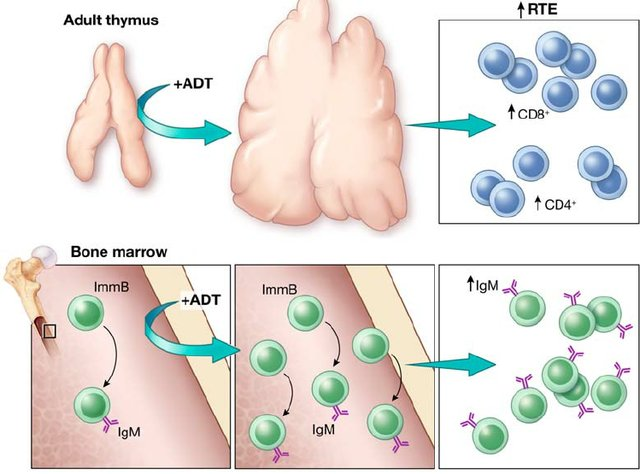 Adult thymus
+ADT
↑RTE
↑CD8⁺
↑CD4⁺
Bone marrow
ImmB
IgM
+ADT
ImmB
IgM
↑IgM